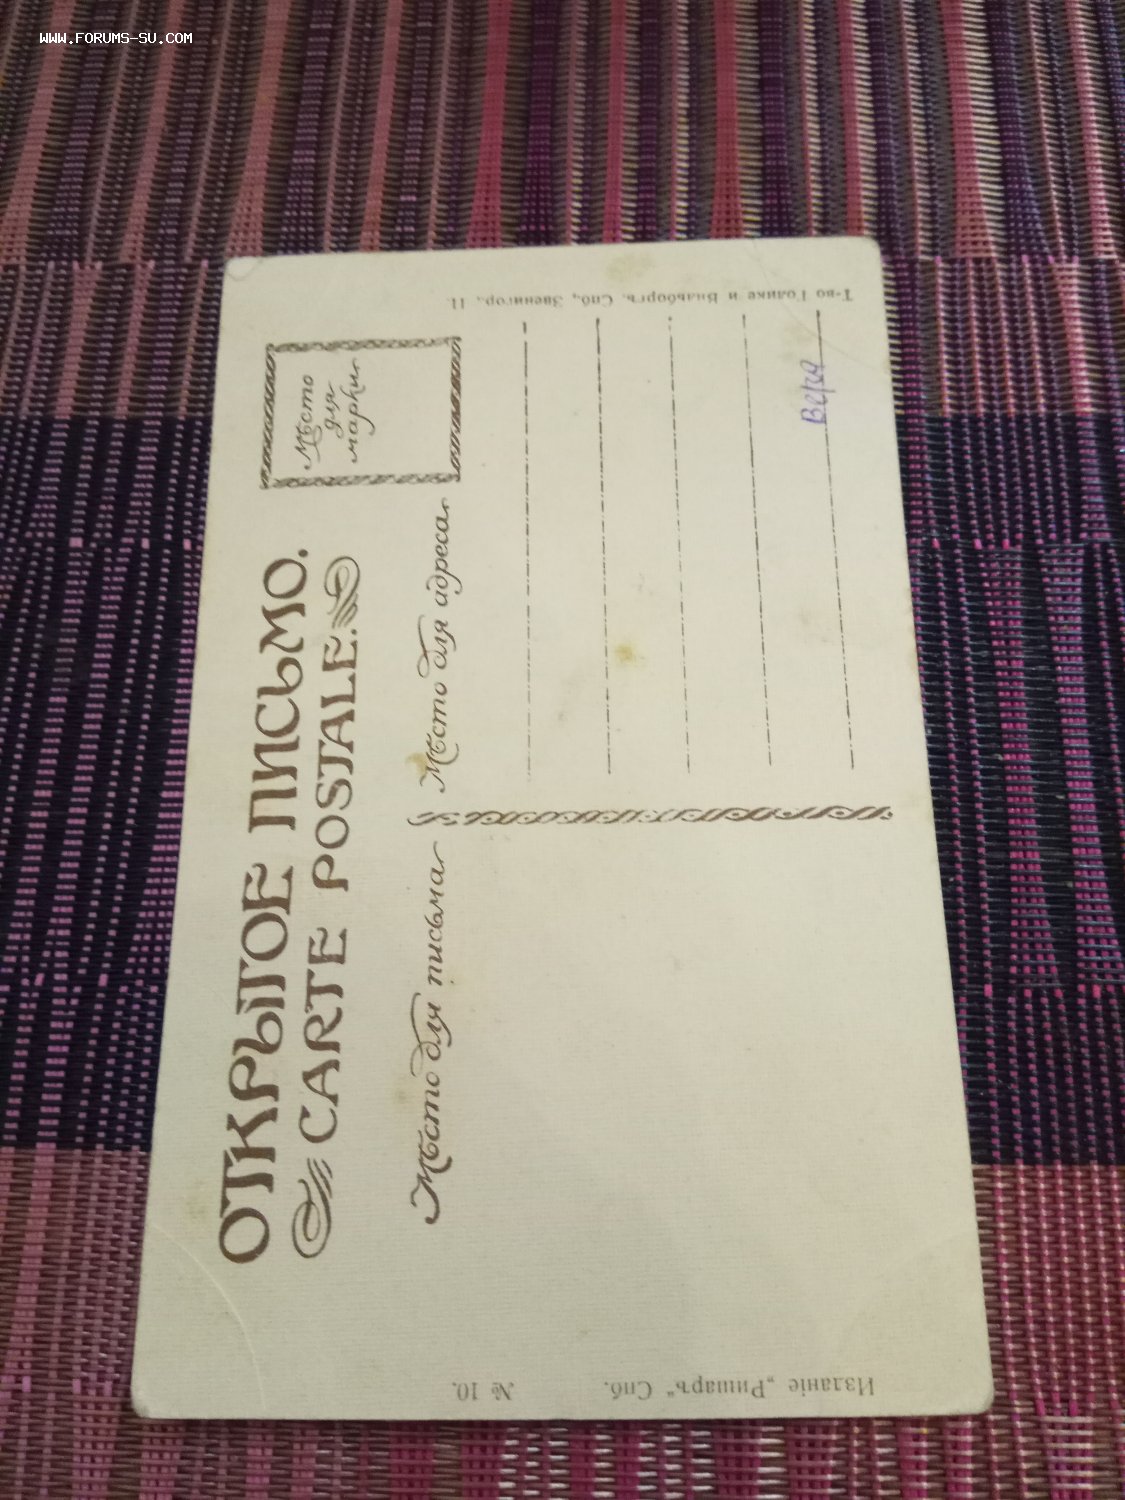 WWW.FORUMS-SU.COM
ОТКРЫТОЕ ПИСЬМО.
CARTE POSTALE.
Мѣсто
для
марки
Мѣсто для письма
Мѣсто для адреса
Вера
Т-во Голике и Вильборгъ. Спб., Звенигор., 11.
Изданіе „Ришаръ“ Спб.
№ 10.